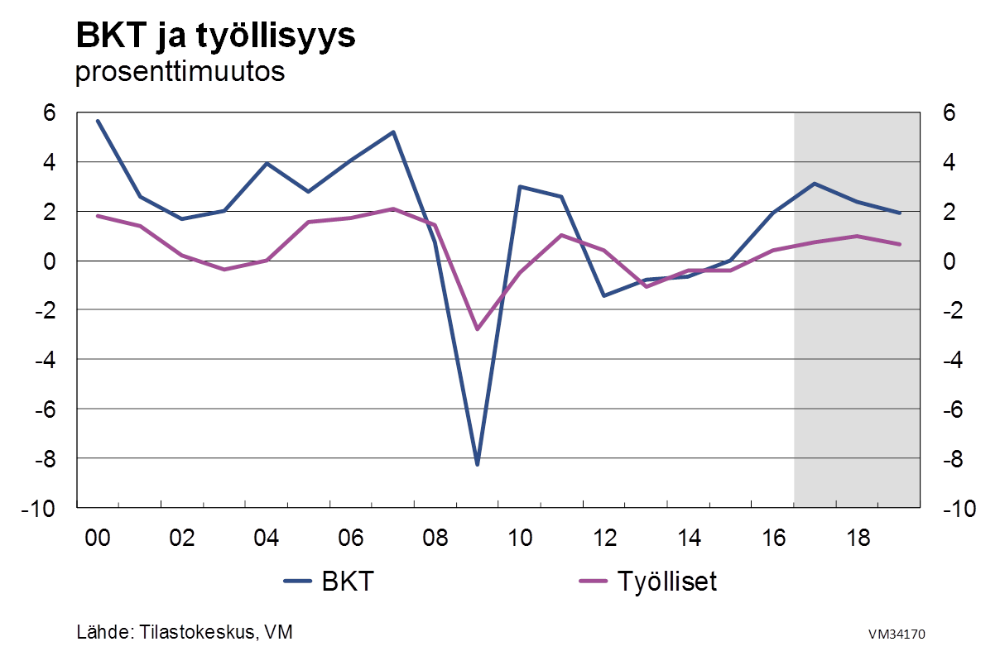 BKT ja työllisyys
prosenttimuutos
6 6
4 4
2 2
0 0
-2 -2
-4 -4
-6 -6
-8 -8
-10 -10
00 02 04 06 08 10 12 14 16 18
BKT Työlliset
Lähde: Tilastokeskus, VM VM34170